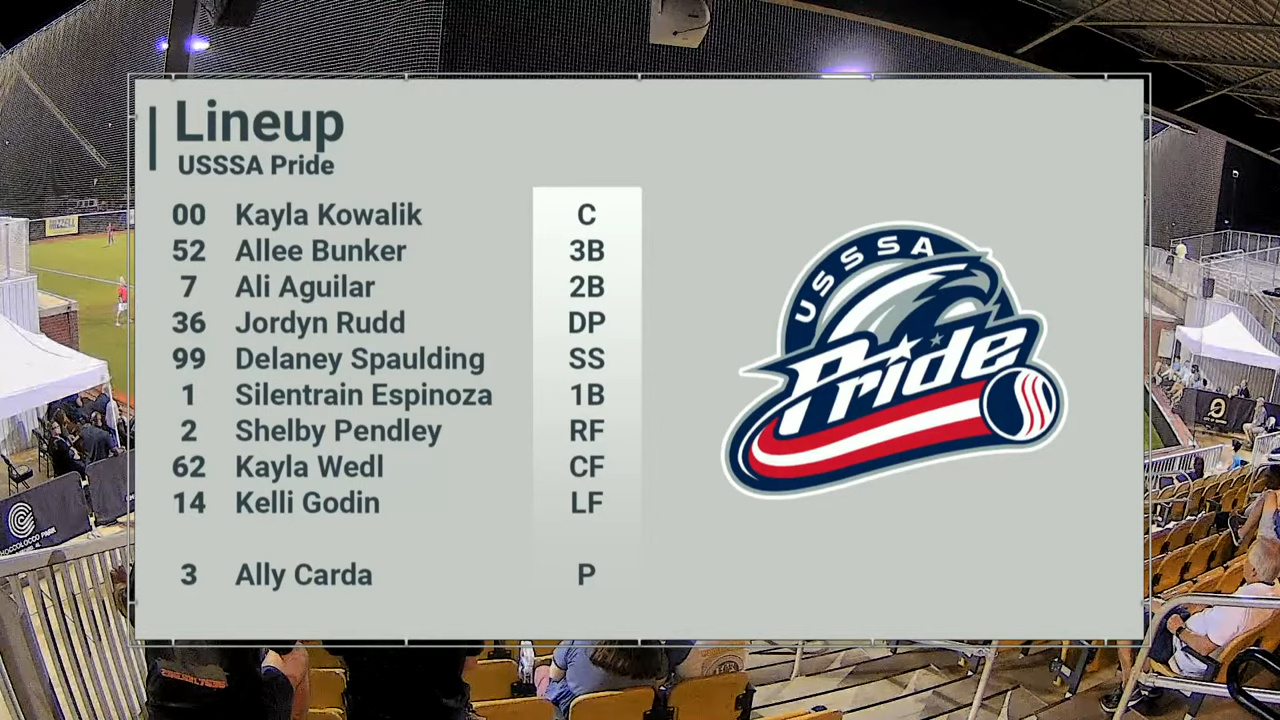 Lineup
USSSA Pride
00 Kayla Kowalik C
52 Allee Bunker 3B
7 Ali Aguilar 2B
36 Jordyn Rudd DP
99 Delaney Spaulding SS
1 Silentrain Espinoza 1B
2 Shelby Pendley RF
62 Kayla Wedl CF
14 Kelli Godin LF
3 Ally Carda P
USSSA
Pride
CHOCCOLOCCO PARK